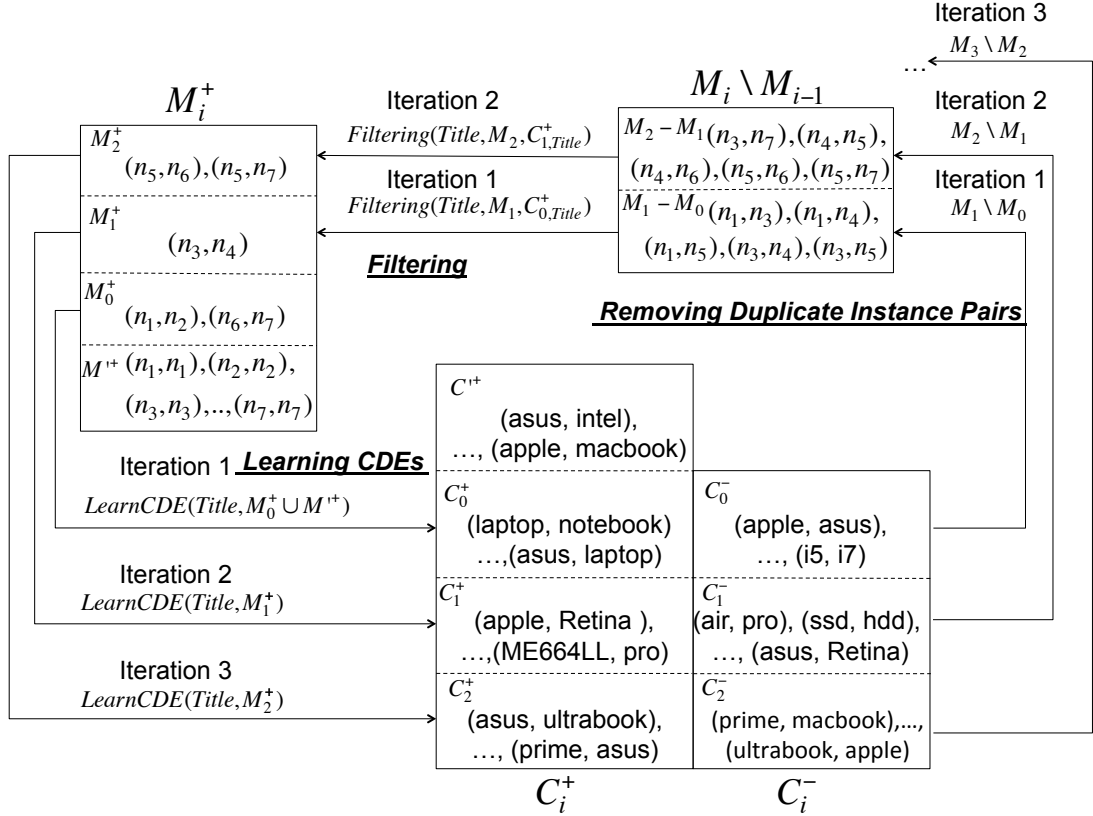 Iteration 3
M_3 \ M_2
…
M_i^+
Iteration 2
Filtering(Title, M_2, C_{1,Title}^+)
Iteration 1
Filtering(Title, M_1, C_{0,Title}^+)
Filtering
M_i \ M_{i−1}
Iteration 2
M_2 \ M_1
Iteration 1
M_1 \ M_0
M_2^+
(n_5,n_6),(n_5,n_7)
M_1^+
(n_3,n_4)
M_0^+
(n_1,n_2),(n_6,n_7)
M'^+ (n_1,n_1),(n_2,n_2),
(n_3,n_3),..,(n_7,n_7)
M_2 − M_1 (n_3,n_7),(n_4,n_5),
(n_4,n_6),(n_5,n_6),(n_5,n_7)
M_1 − M_0 (n_1,n_3),(n_1,n_4),
(n_1,n_5),(n_3,n_4),(n_3,n_5)
Removing Duplicate Instance Pairs
Iteration 1 Learning CDEs
LearnCDE(Title, M_0^+ ∪ M'^+)
Iteration 2
LearnCDE(Title, M_1^+)
Iteration 3
LearnCDE(Title, M_2^+)
C'^+
(asus, intel),
…, (apple, macbook)
C_0^+
(laptop, notebook)
…,(asus, laptop)
C_1^+
(apple, Retina ),
…,(ME664LL, pro)
C_2^+
(asus, ultrabook),
…, (prime, asus)
C_i^+
C_0^-
(apple, asus),
…, (i5, i7)
C_1^-
(air, pro), (ssd, hdd),
…, (asus, Retina)
C_2^-
(prime, macbook),…,
(ultrabook, apple)
C_i^-